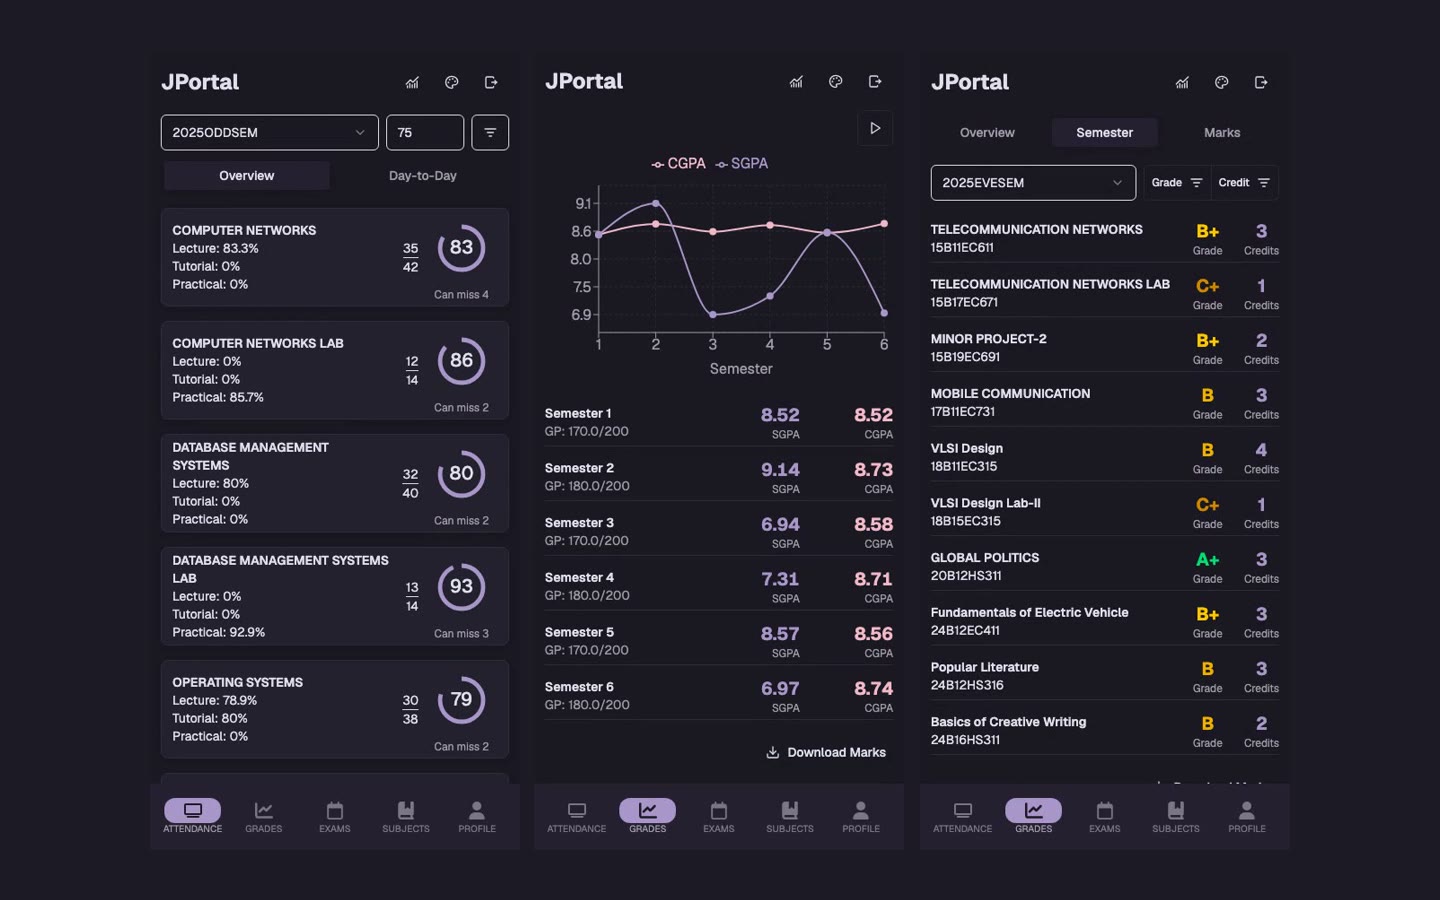 JPortal
2025ODDSEM
75
Overview
Day-to-Day
COMPUTER NETWORKS
Lecture: 83.3%
Tutorial: 0%
Practical: 0%
35
42
83
Can miss 4
COMPUTER NETWORKS LAB
Lecture: 0%
Tutorial: 0%
Practical: 85.7%
12
14
86
Can miss 2
DATABASE MANAGEMENT
SYSTEMS
Lecture: 80%
Tutorial: 0%
Practical: 0%
32
40
80
Can miss 2
DATABASE MANAGEMENT SYSTEMS
LAB
Lecture: 0%
Tutorial: 0%
Practical: 92.9%
13
14
93
Can miss 3
OPERATING SYSTEMS
Lecture: 78.9%
Tutorial: 80%
Practical: 0%
30
38
79
Can miss 2
ATTENDANCE
GRADES
EXAMS
SUBJECTS
PROFILE
JPortal
CGPA
SGPA
9.1
8.6
8.0
7.5
6.9
1 2 3 4 5 6
Semester
Semester 1
GP: 170.0/200
8.52
SGPA
8.52
CGPA
Semester 2
GP: 180.0/200
9.14
SGPA
8.73
CGPA
Semester 3
GP: 170.0/200
6.94
SGPA
8.58
CGPA
Semester 4
GP: 180.0/200
7.31
SGPA
8.71
CGPA
Semester 5
GP: 170.0/200
8.57
SGPA
8.56
CGPA
Semester 6
GP: 180.0/200
6.97
SGPA
8.74
CGPA
Download Marks
ATTENDANCE
GRADES
EXAMS
SUBJECTS
PROFILE
JPortal
Overview
Semester
Marks
2025EVESEM
Grade
Credit
TELECOMMUNICATION NETWORKS
15B11EC611
B+
Grade
3
Credits
TELECOMMUNICATION NETWORKS LAB
15B17EC671
C+
Grade
1
Credits
MINOR PROJECT-2
15B19EC691
B+
Grade
2
Credits
MOBILE COMMUNICATION
17B11EC731
B
Grade
3
Credits
VLSI Design
18B11EC315
B
Grade
4
Credits
VLSI Design Lab-II
18B15EC315
C+
Grade
1
Credits
GLOBAL POLITICS
20B12HS311
A+
Grade
3
Credits
Fundamentals of Electric Vehicle
24B12EC411
B+
Grade
3
Credits
Popular Literature
24B12HS316
B
Grade
3
Credits
Basics of Creative Writing
24B16HS311
B
Grade
2
Credits
ATTENDANCE
GRADES
EXAMS
SUBJECTS
PROFILE